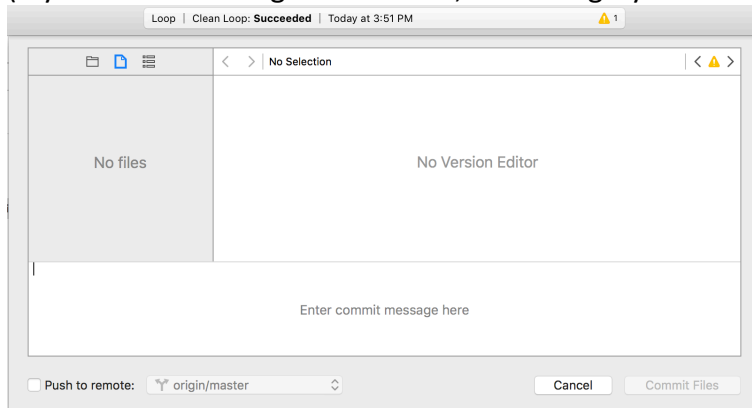 Loop | Clean Loop: Succeeded | Today at 3:51 PM 1
No Selection
No files
No Version Editor
Enter commit message here
Push to remote: origin/master
Cancel
Commit Files